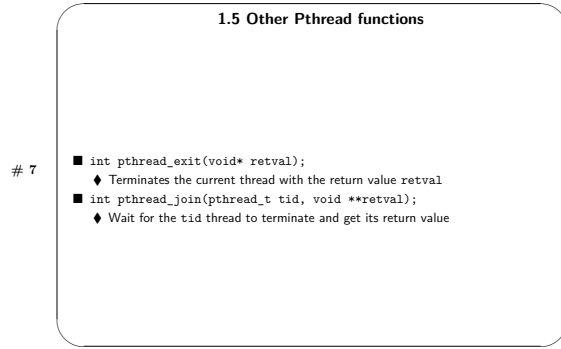 1.5 Other Pthread functions
# 7
■ int pthread_exit(void* retval);
♦ Terminates the current thread with the return value retval
■ int pthread_join(pthread_t tid, void **retval);
♦ Wait for the tid thread to terminate and get its return value